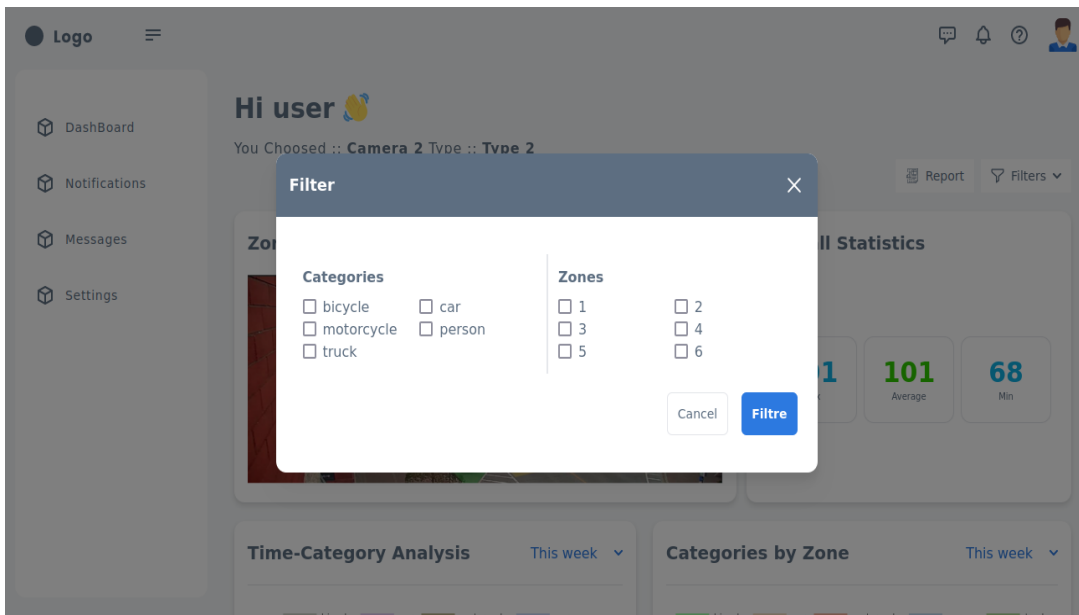 Logo
DashBoard
Notifications
Messages
Settings
Hi user
You Choosed :: Camera 2 Type :: Type 2
Report
Filters
Filter
Categories
bicycle car
motorcycle person
truck
Zones
1 2
3 4
5 6
Cancel
Filtre
Statistics
101
Average
68
Min
Time-Category Analysis
This week
Categories by Zone
This week